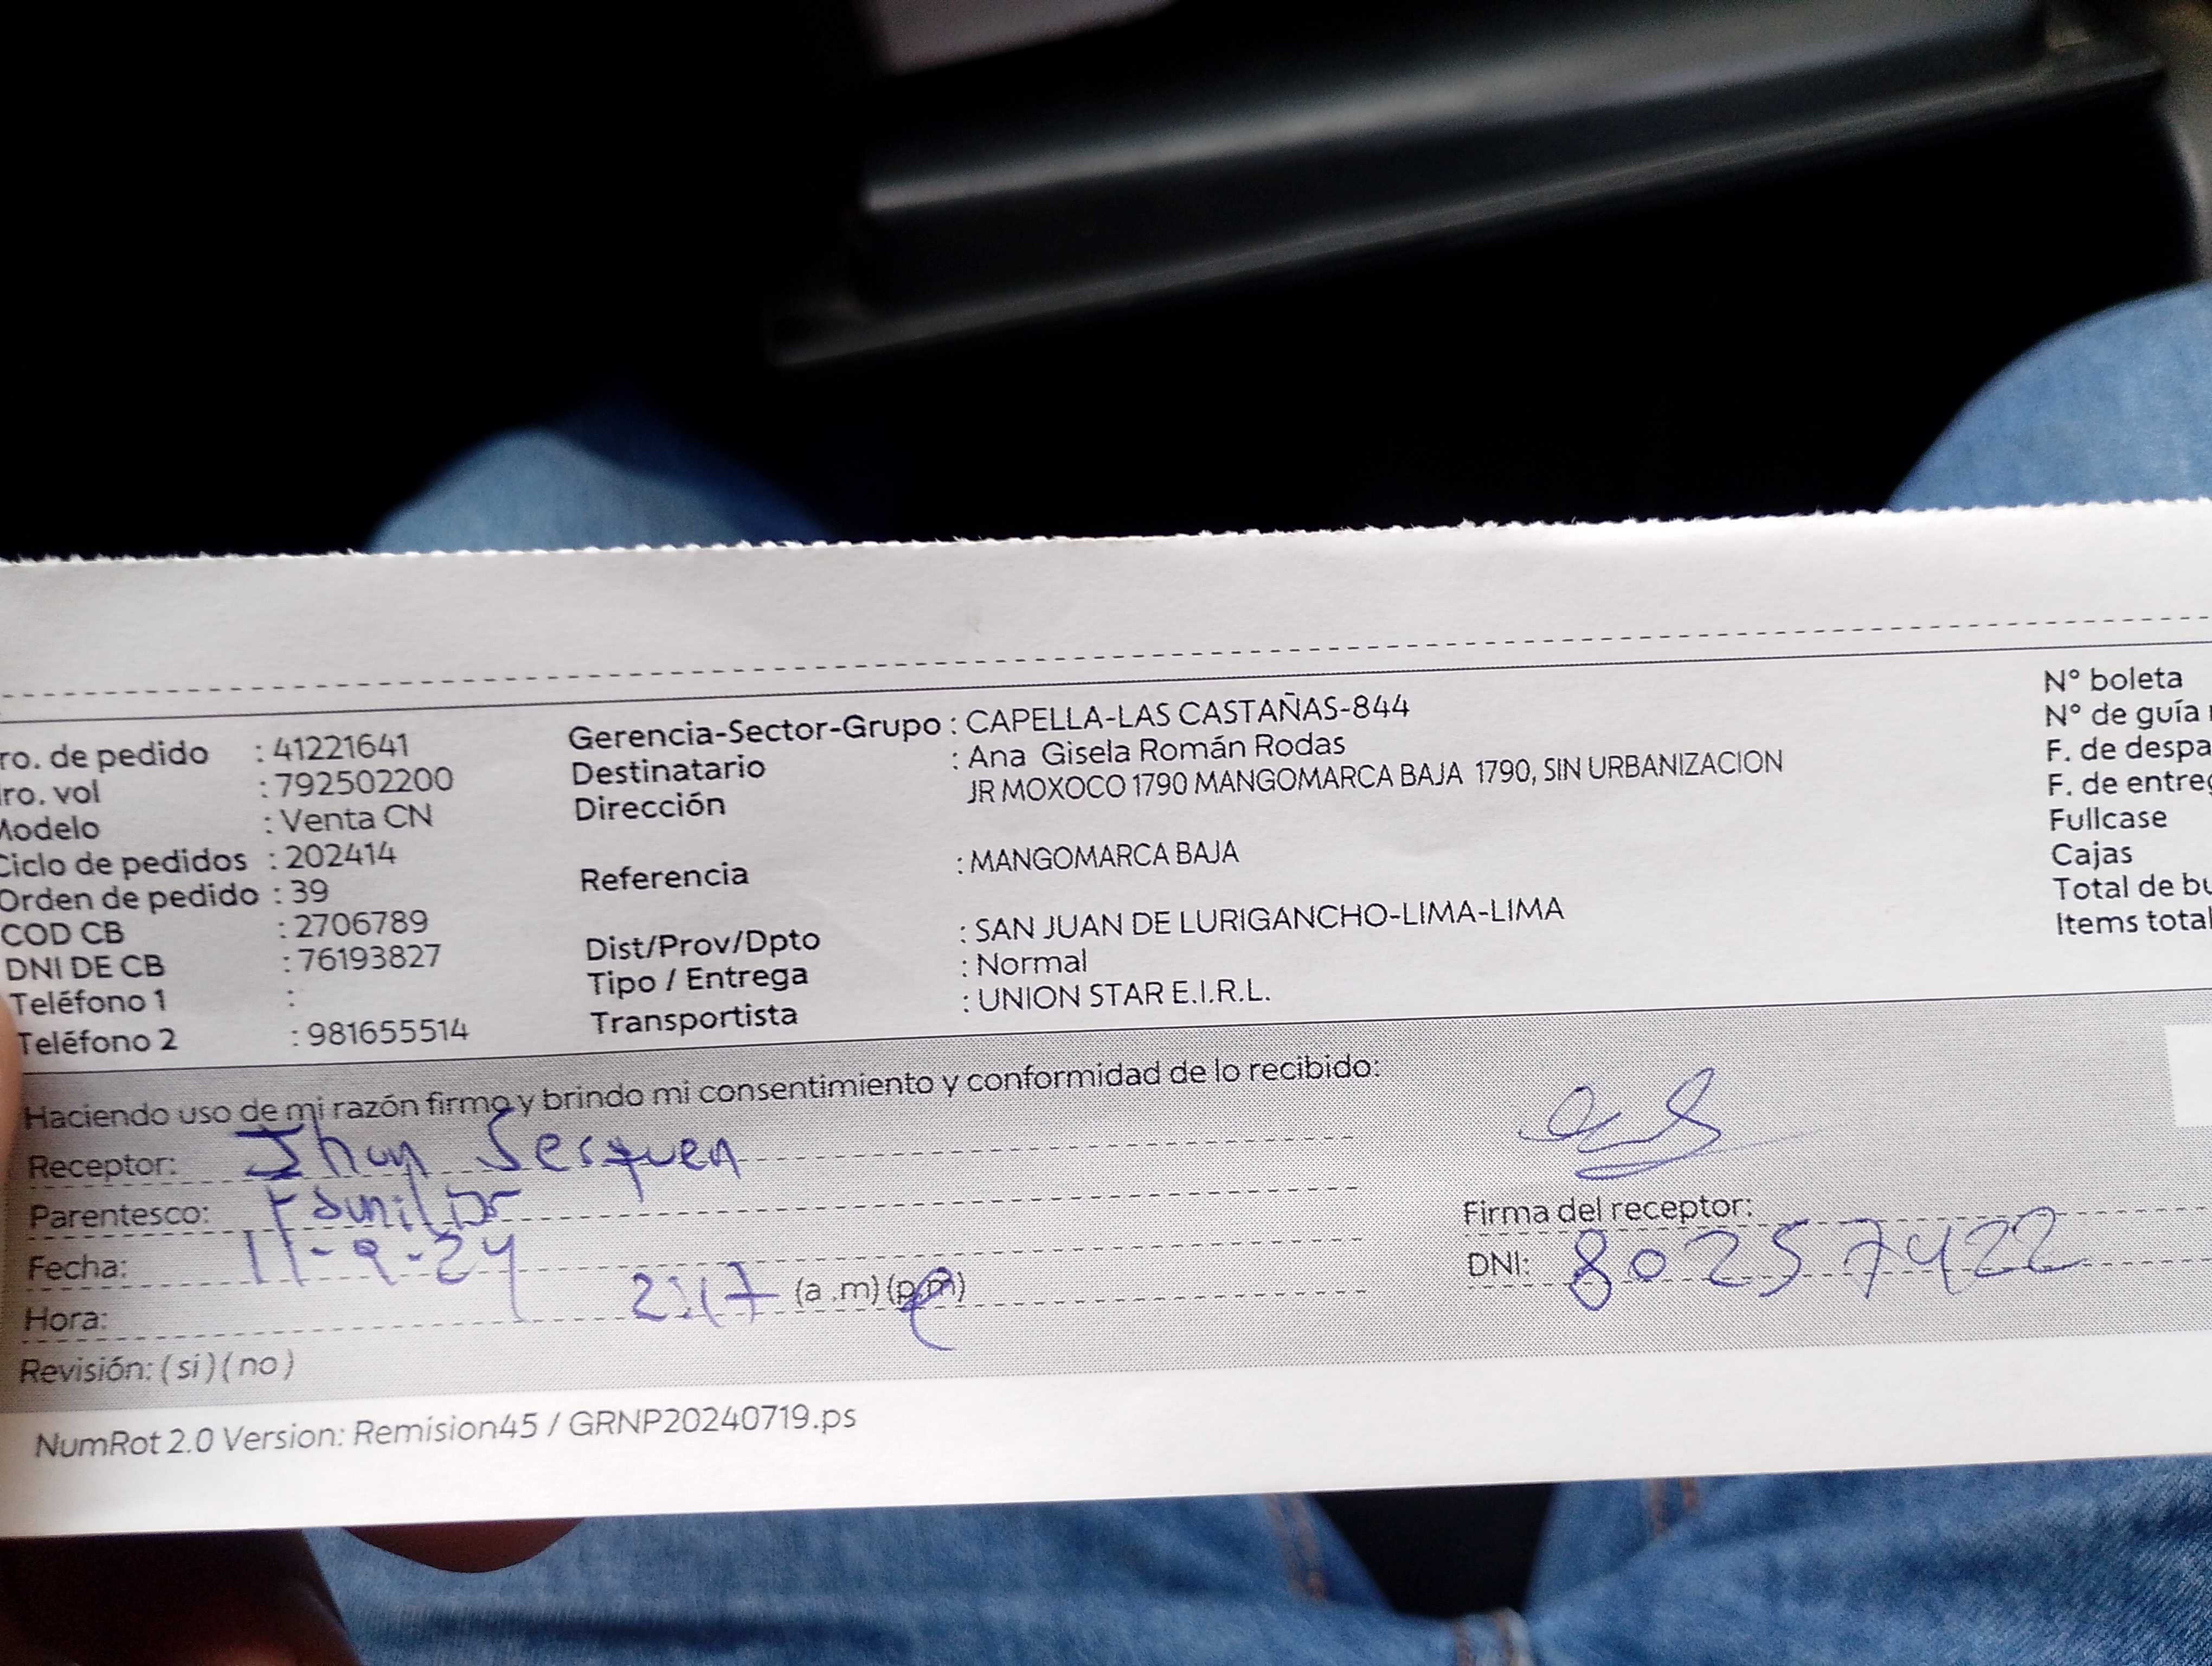 ro. de pedido : 41221641
ro. vol : 792502200
Modelo : Venta CN
Ciclo de pedidos : 202414
Orden de pedido : 39
COD CB : 2706789
DNI DE CB : 76193827
Teléfono 1 :
Teléfono 2 : 981655514
Gerencia-Sector-Grupo : CAPELLA-LAS CASTAÑAS-844
Destinatario : Ana Gisela Román Rodas
Dirección JR MOXOCO 1790 MANGOMARCA BAJA 1790, SIN URBANIZACION
Referencia : MANGOMARCA BAJA
Dist/Prov/Dpto : SAN JUAN DE LURIGANCHO-LIMA-LIMA
Tipo / Entrega : Normal
Transportista : UNION STAR E.I.R.L.
N° boleta
N° de guía
F. de despa
F. de entreg
Fullcase
Cajas
Total de bu
Items total
Haciendo uso de mi razón firmo y brindo mi consentimiento y conformidad de lo recibido:
Receptor: Jhon Sesquen
Parentesco: Familiar
Fecha: 11-9-24
Hora: 2:17 (a .m) (p.m)
Revisión: ( si ) ( no )
Firma del receptor:
DNI: 80257422
NumRot 2.0 Version: Remision45 / GRNP20240719.ps